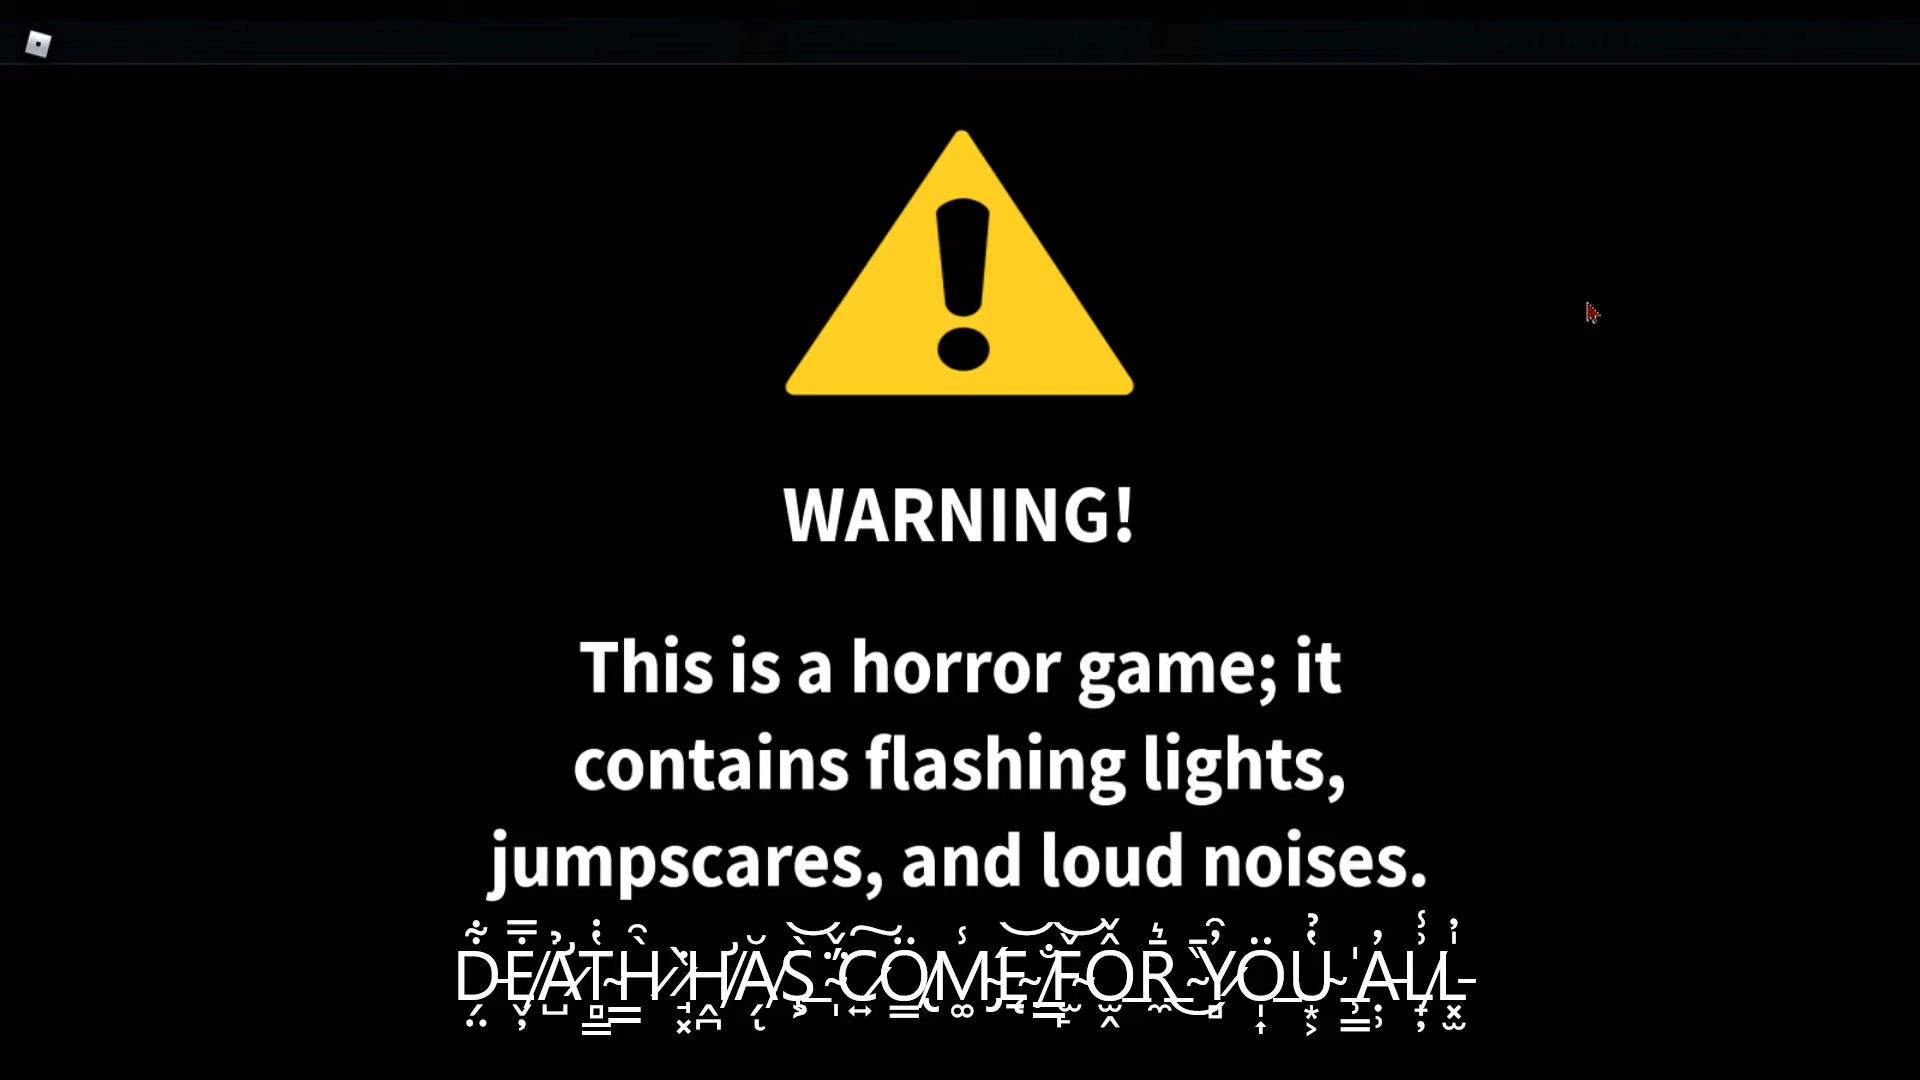 WARNING!
This is a horror game; it
contains flashing lights,
jumpscares, and loud noises.
DEATH HAS COME FOR YOU ALL